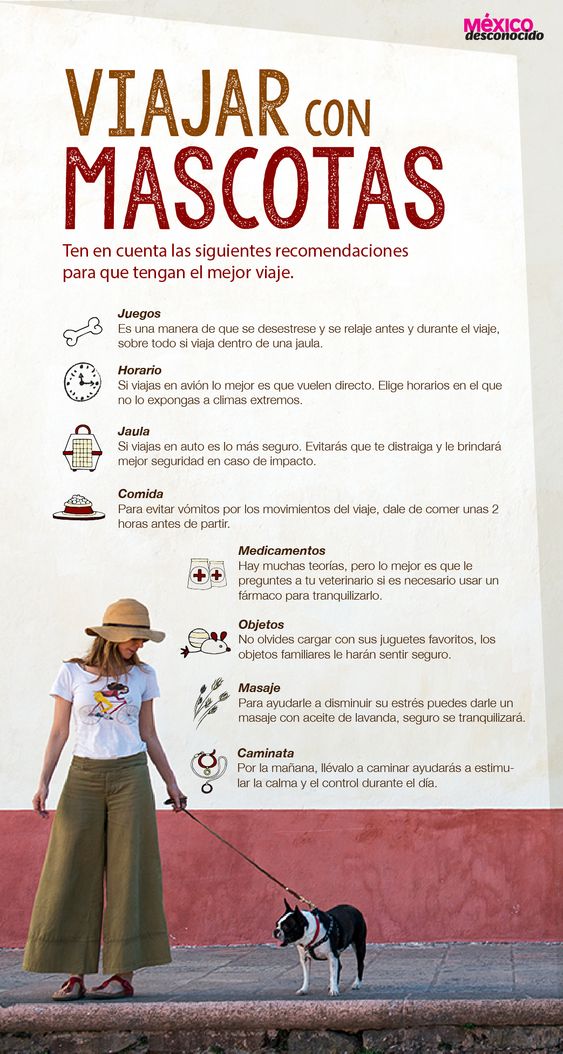 México
desconocido
VIAJAR CON
MASCOTAS
Ten en cuenta las siguientes recomendaciones
para que tengan el mejor viaje.
Juegos
Es una manera de que se desestrese y se relaje antes y durante el viaje,
sobre todo si viaja dentro de una jaula.
Horario
Si viajas en avión lo mejor es que vuelen directo. Elige horarios en el que
no lo expongas a climas extremos.
Jaula
Si viajas en auto es lo más seguro. Evitarás que te distraiga y le brindará
mejor seguridad en caso de impacto.
Comida
Para evitar vómitos por los movimientos del viaje, dale de comer unas 2
horas antes de partir.
Medicamentos
Hay muchas teorías, pero lo mejor es que le
preguntes a tu veterinario si es necesario usar un
fármaco para tranquilizarlo.
Objetos
No olvides cargar con sus juguetes favoritos, los
objetos familiares le harán sentir seguro.
Masaje
Para ayudarle a disminuir su estrés puedes darle un
masaje con aceite de lavanda, seguro se tranquilizará.
Caminata
Por la mañana, llévalo a caminar ayudarás a estimu-
lar la calma y el control durante el día.